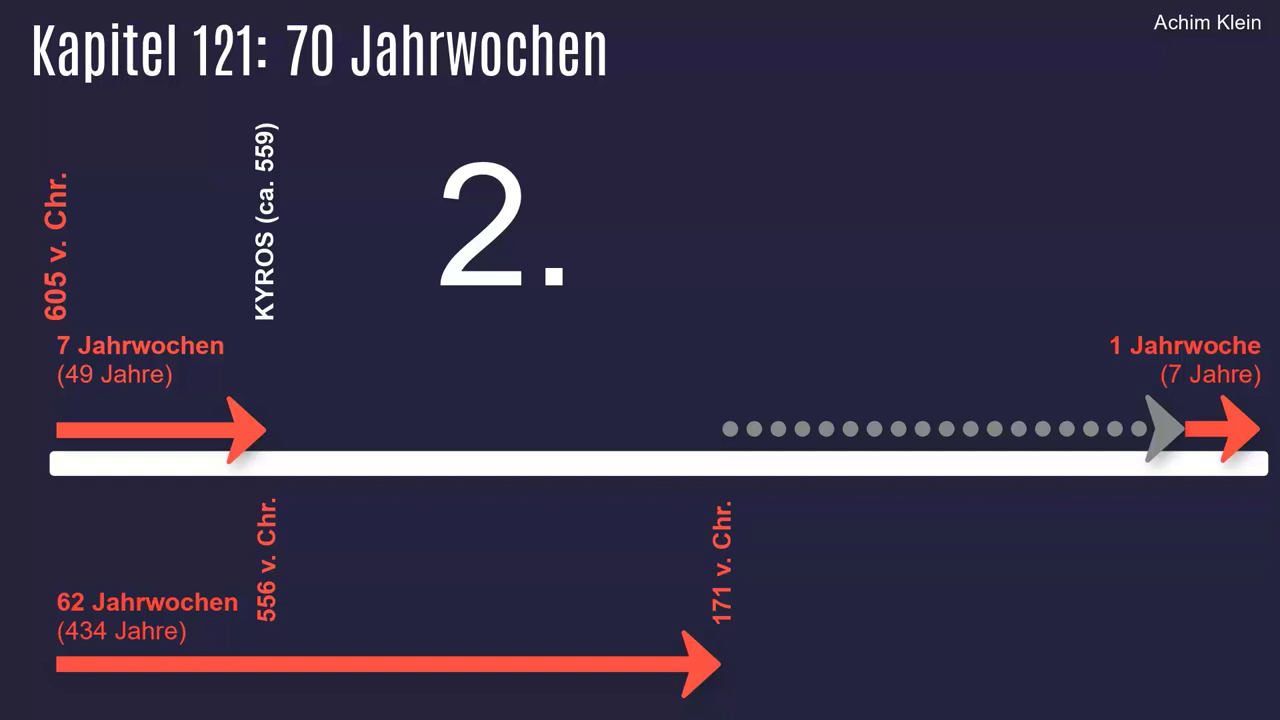 Achim Klein
Kapitel 121: 70 Jahrwochen
605 v. Chr.
KYROS (ca. 559)
2.
7 Jahrwochen
(49 Jahre)
1 Jahrwoche
(7 Jahre)
556 v. Chr.
171 v. Chr.
62 Jahrwochen
(434 Jahre)